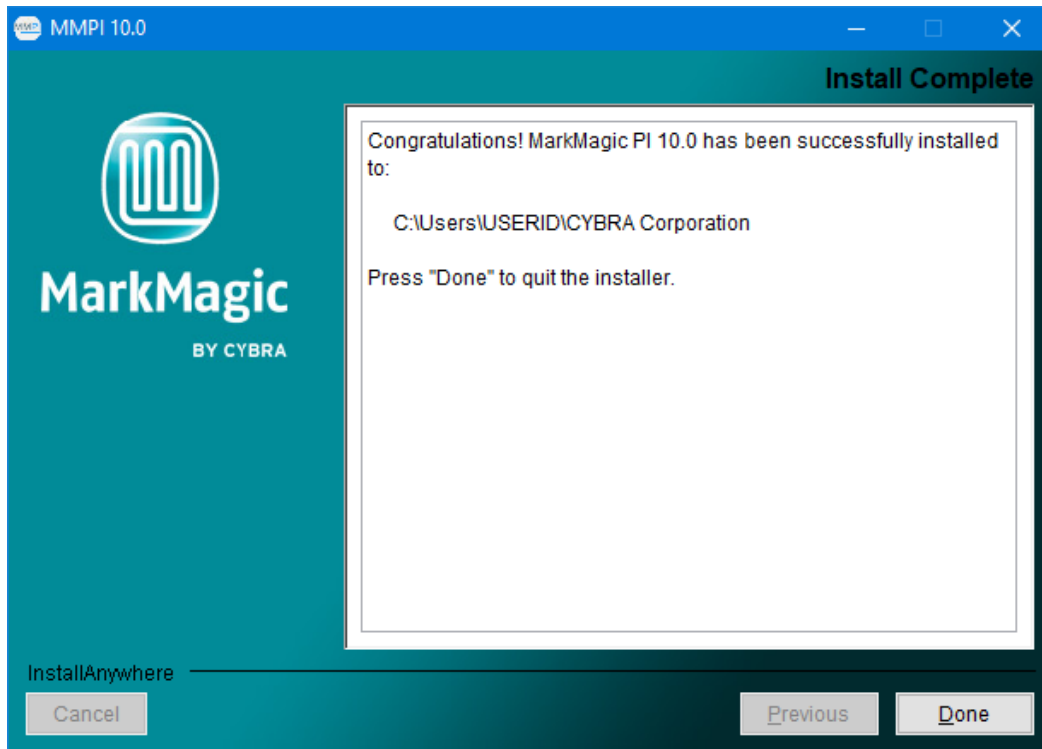 MMPI 10.0
Install Complete
Congratulations! MarkMagic PI 10.0 has been successfully installed
to:
C:\Users\USERID\CYBRA Corporation
Press "Done" to quit the installer.
MarkMagic
BY CYBRA
InstallAnywhere
Cancel
Previous
Done